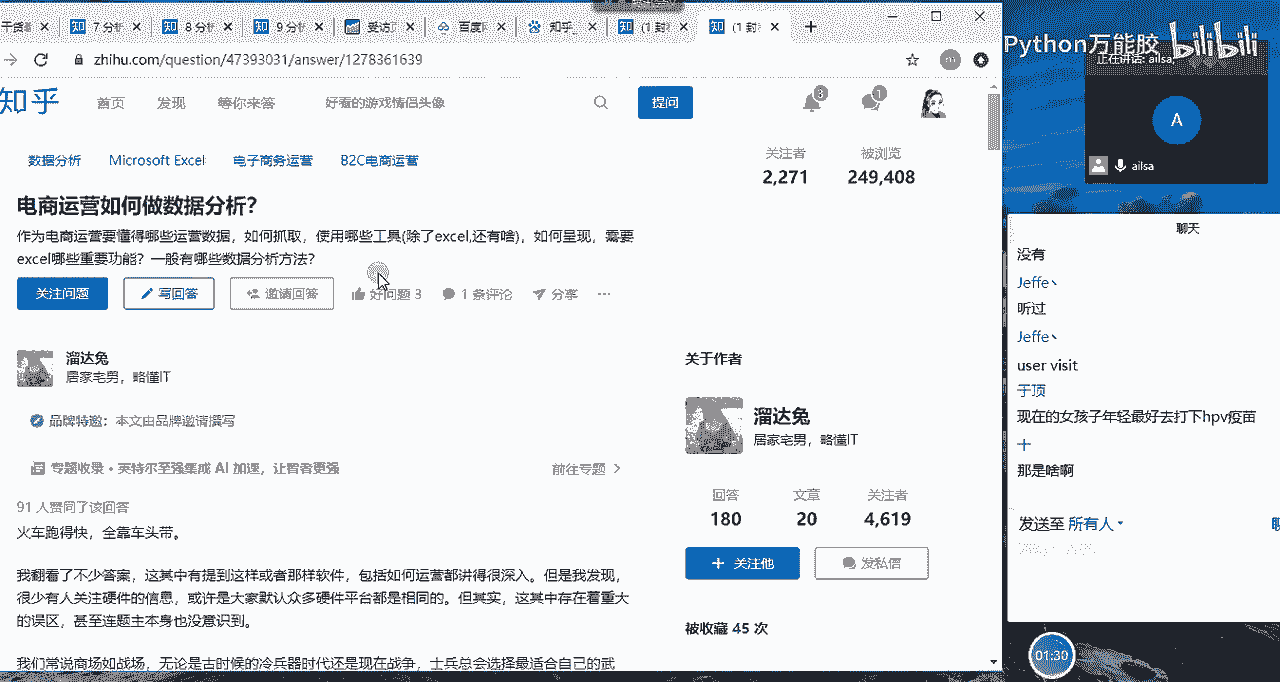 干货
7 分析
8 分析
9 分析
受访
百度
知乎_
(1 封
(1 封
zhihu.com/question/47393031/answer/1278361639
知乎
首页
发现
等你来答
好看的游戏情侣头像
提问
3
1
数据分析
Microsoft Excel
电子商务运营
B2C电商运营
关注者
被浏览
2,271
249,408
电商运营如何做数据分析？
作为电商运营要懂得哪些运营数据，如何抓取，使用哪些工具(除了excel,还有啥)，如何呈现，需要
excel哪些重要功能？一般有哪些数据分析方法？
关注问题
写回答
邀请回答
好问题 3
1 条评论
分享
溜达兔
居家宅男，略懂IT
品牌特邀：本文由品牌邀请撰写
专题收录 • 英特尔至强集成 AI 加速，让智者更强
前往专题
91 人赞同了该回答
火车跑得快，全靠车头带。
我翻看了不少答案，这其中有提到这样或者那样软件，包括如何运营都讲得很深入。但是我发现，
很少有人关注硬件的信息，或许是大家默认众多硬件平台都是相同的。但其实，这其中存在着重大
的误区，甚至连题主本身也没意识到。
我们常说商场如战场，无论是古时候的冷兵器时代还是现在战争，士兵总会选择最适合自己的武
关于作者
溜达兔
居家宅男，略懂IT
回答
文章
关注者
180
20
4,619
关注他
发私信
被收藏 45 次
Python万能胶
bilibili
正在讲话: ailsa;
A
ailsa
聊天
没有
Jeffe丶
听过
Jeffe丶
user visit
于顶
现在的女孩子年轻最好去打下hpv疫苗
十
那是啥啊
发送至 所有人
01:30